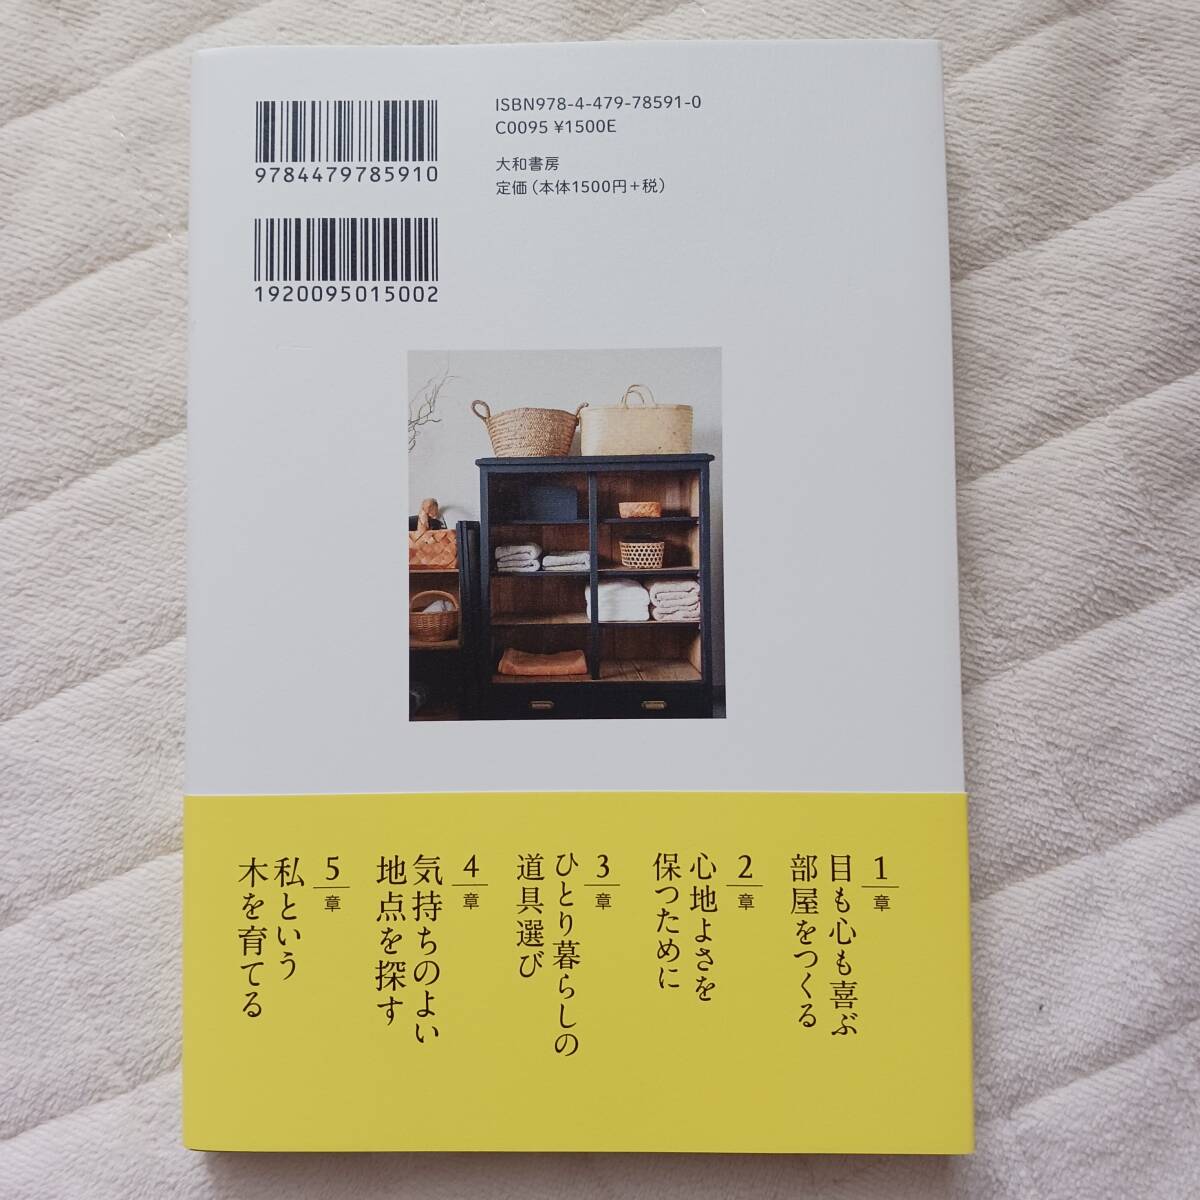 ISBN978-4-479-78591-0
C0095 ¥1500E
大和書房
定価(本体1500円+税)
9784479785910
1920095015002
1章
目も心も喜ぶ
部屋をつくる
2章
心地よさを
保つために
3章
ひとり暮らしの
道具選び
4章
気持ちのよい
地点を探す
5章
私という
木を育てる